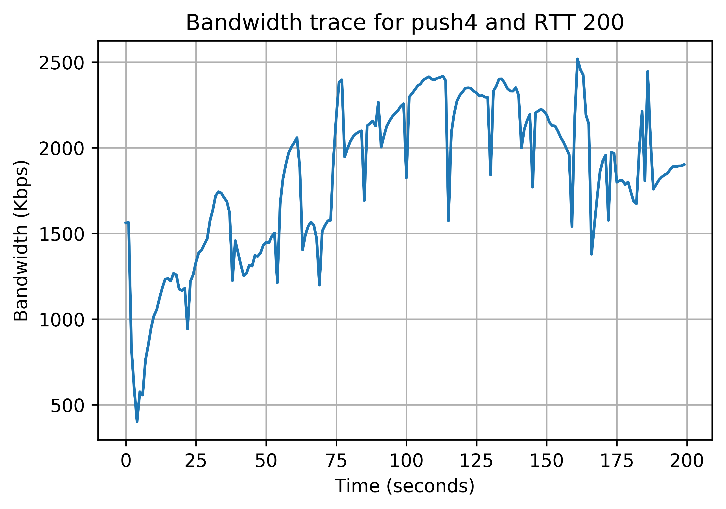 Bandwidth trace for push4 and RTT 200
2500
2000
1500
1000
500
Bandwidth (Kbps)
0 25 50 75 100 125 150 175 200
Time (seconds)